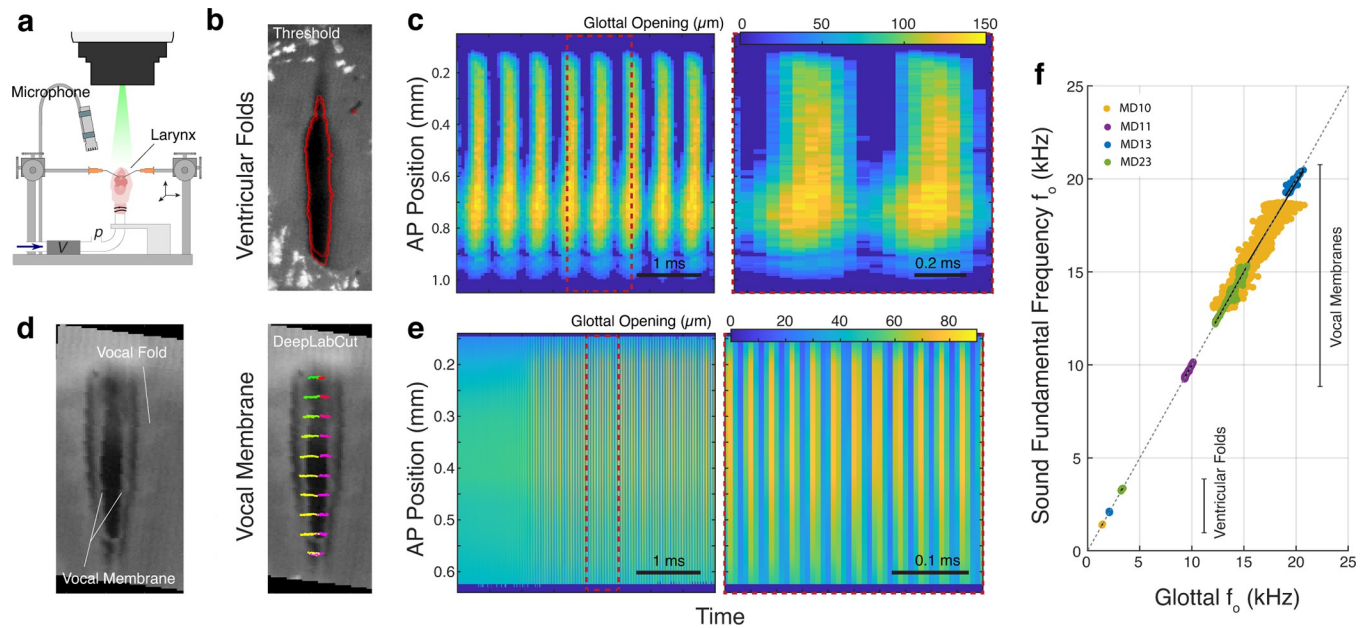 a
Microphone
Larynx
p
V
b
Threshold
Ventricular Folds
c
Glottal Opening (µm)
0
50
100
150
AP Position (mm)
0.2
0.4
0.6
0.8
1.0
1 ms
0.2 ms
d
Vocal Fold
Vocal Membrane
DeepLabCut
Vocal Membrane
e
Glottal Opening (µm)
0
20
40
60
80
AP Position (mm)
0.2
0.3
0.4
0.5
0.6
1 ms
0.1 ms
Time
f
MD10
MD11
MD13
MD23
Sound Fundamental Frequency fo (kHz)
25
20
15
10
5
0
Vocal Membranes
Ventricular Folds
0
5
10
15
20
25
Glottal fo (kHz)